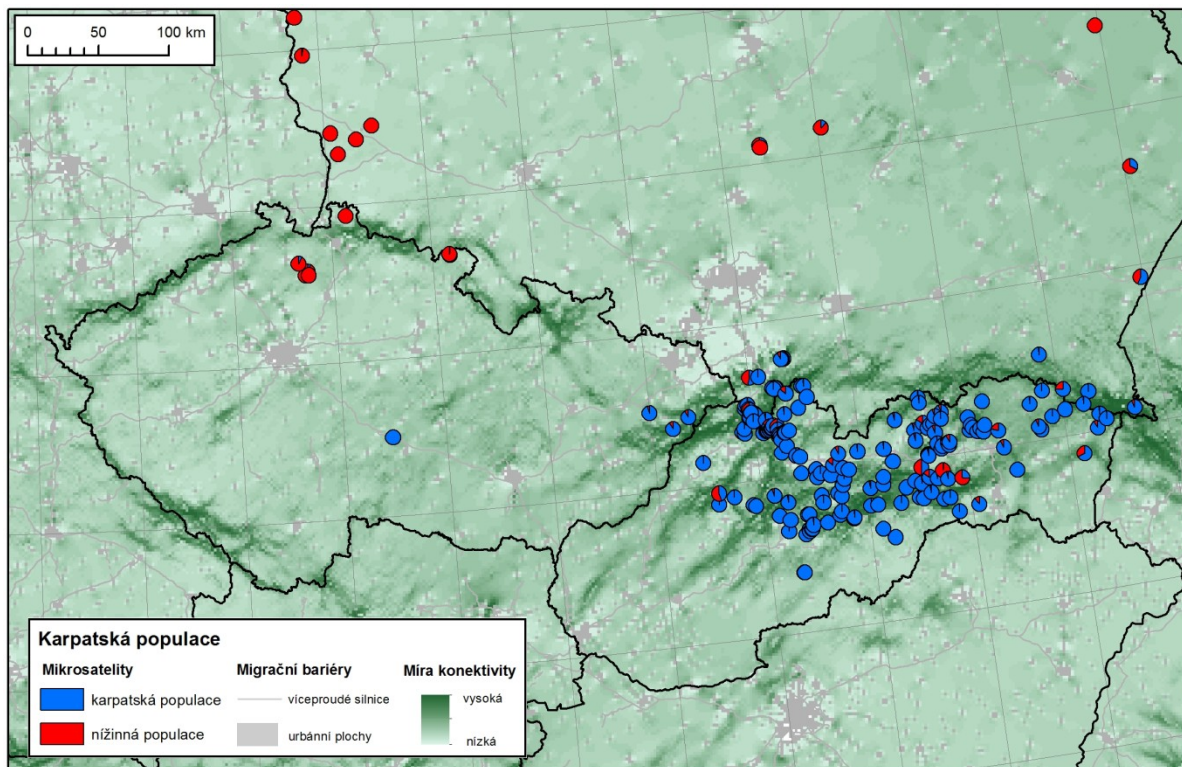 0 50 100 km
Karpatská populace
Mikrosatelity Migrační bariéry Míra konektivity
karpatská populace víceproudé silnice vysoká
nížinná populace urbánní plochy nízká